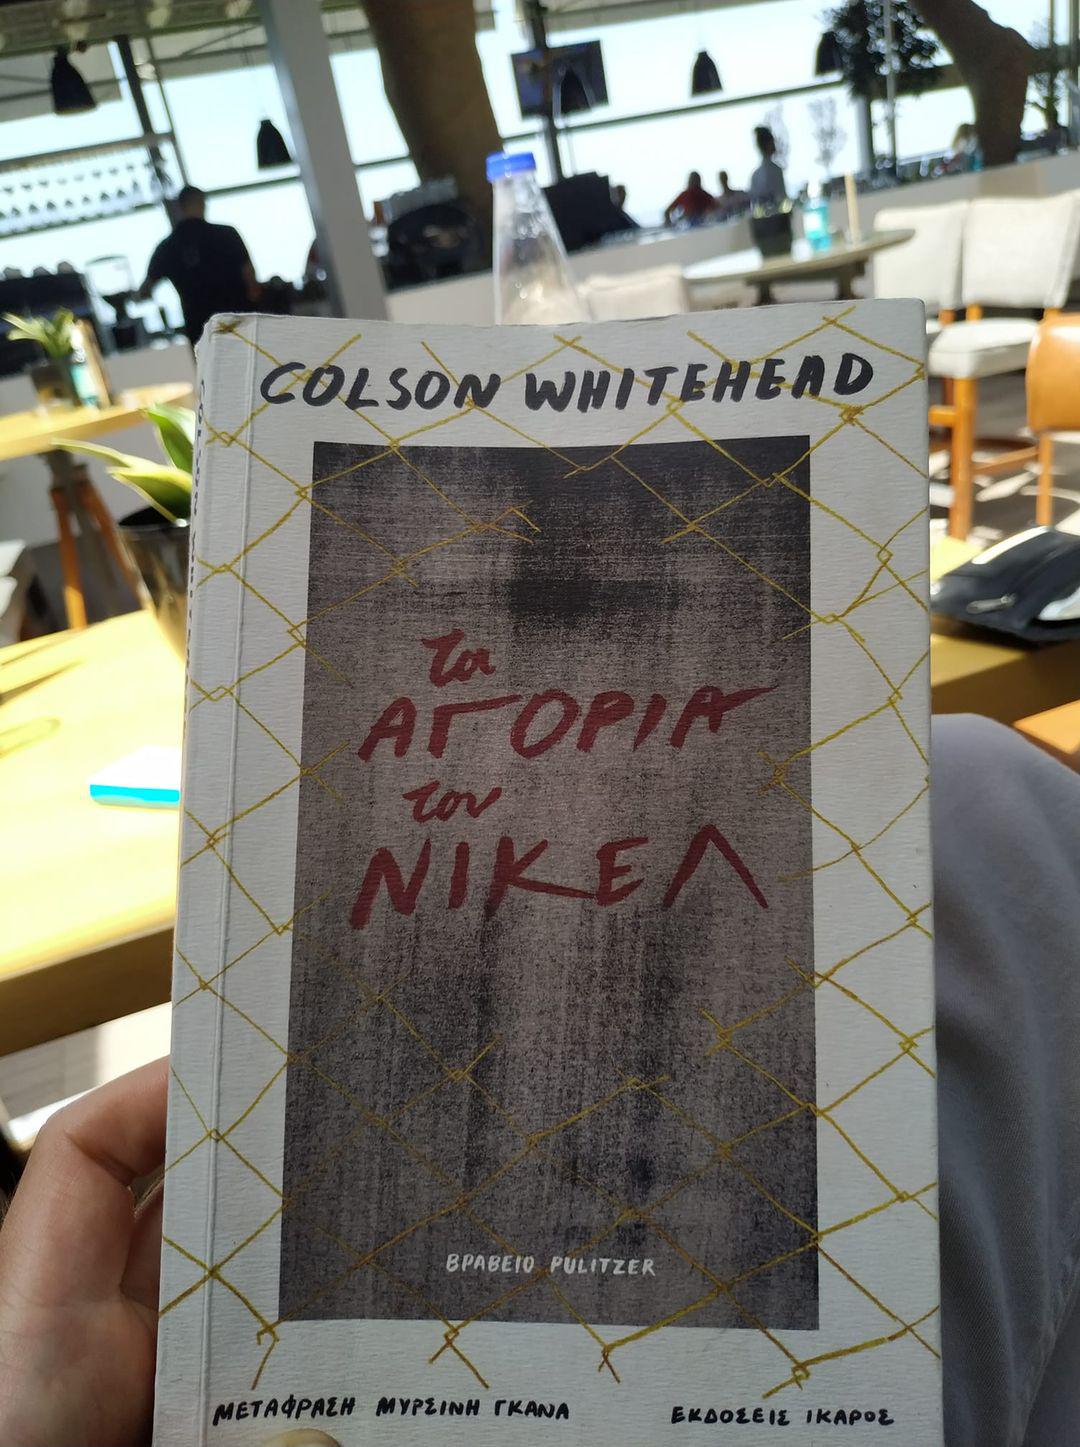 COLSON WHITEHEAD
τα
ΑΓΟΡΙΑ
του
ΝΙΚΕΛ
ΒΡΑΒΕΙΟ PULITZER
ΜΕΤΑΦΡΑΣΗ ΜΥΡΣΙΝΗ ΓΚΑΝΑ
ΕΚΔΟΣΕΙΣ ΙΚΑΡΟΣ